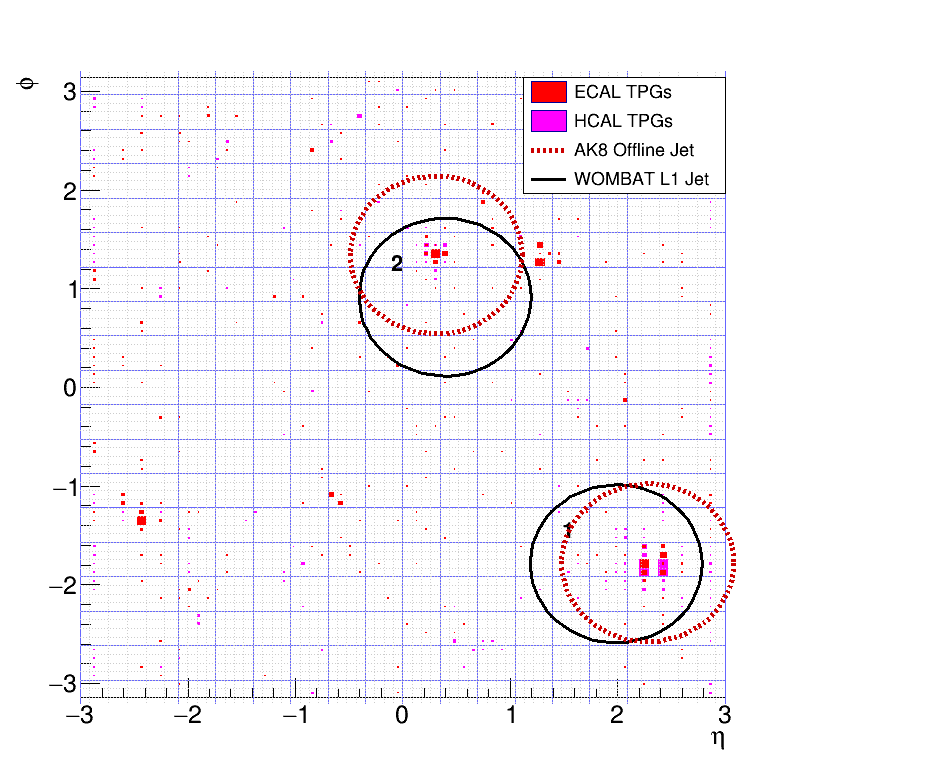 φ
3
2
1
0
−1
−2
−3
ECAL TPGs
HCAL TPGs
AK8 Offline Jet
WOMBAT L1 Jet
2
1
−3 −2 −1 0 1 2 3
η